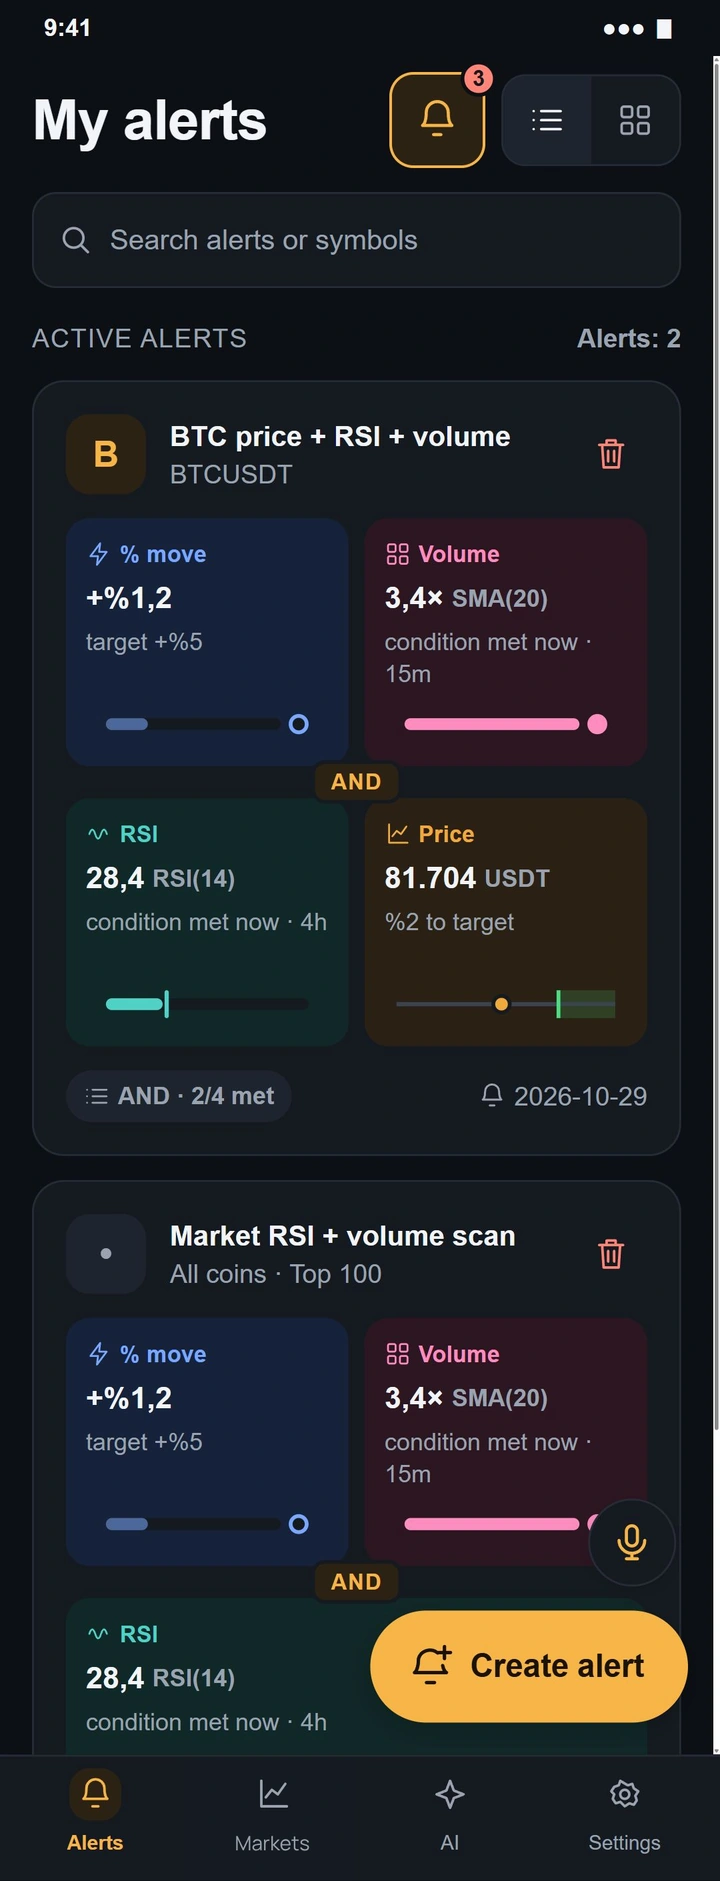 9:41
My alerts
3
Search alerts or symbols
ACTIVE ALERTS
Alerts: 2
B
BTC price + RSI + volume
BTCUSDT
% move
+%1,2
target +%5
Volume
3,4× SMA(20)
condition met now ·
15m
AND
RSI
28,4 RSI(14)
condition met now · 4h
Price
81.704 USDT
%2 to target
AND · 2/4 met
2026-10-29
Market RSI + volume scan
All coins · Top 100
% move
+%1,2
target +%5
Volume
3,4× SMA(20)
condition met now ·
15m
AND
RSI
28,4 RSI(14)
condition met now · 4h
Create alert
Alerts
Markets
AI
Settings